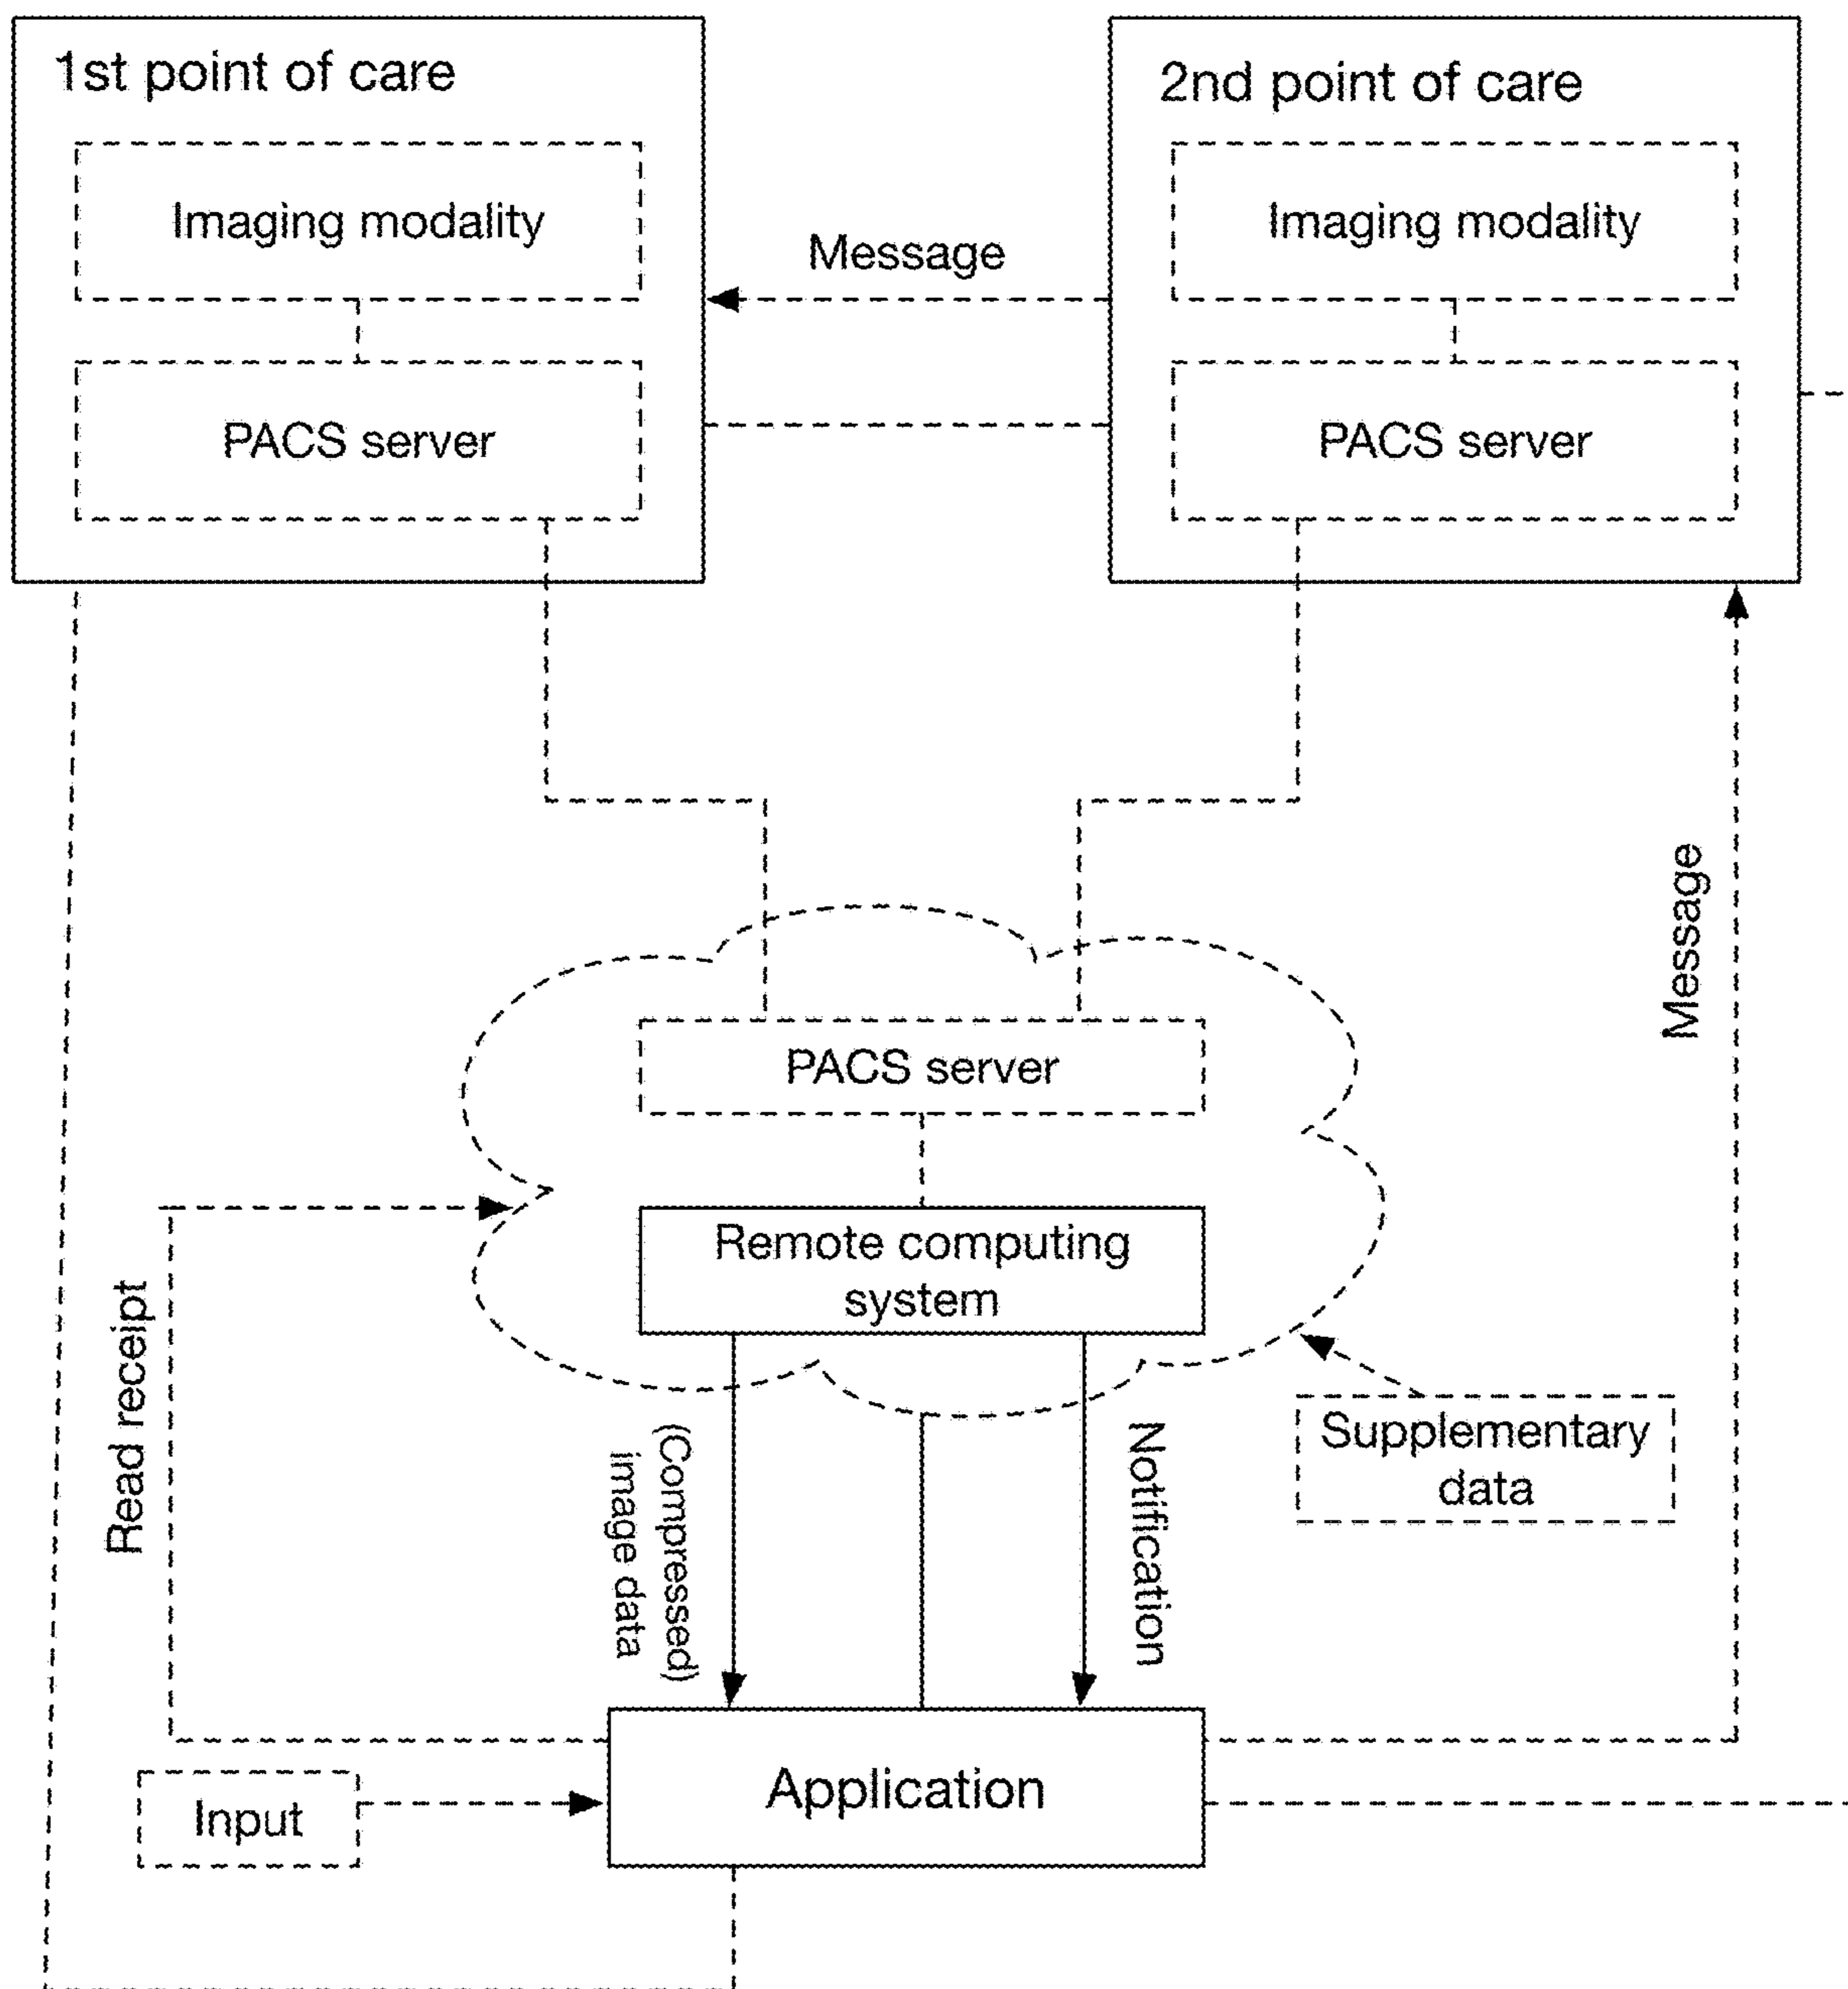 1st point of care
Imaging modality
PACS server
Message
2nd point of care
Imaging modality
PACS server
Message
PACS server
Remote computing
system
Read receipt
(Compressed)
image data
Notification
Supplementary
data
Input
Application